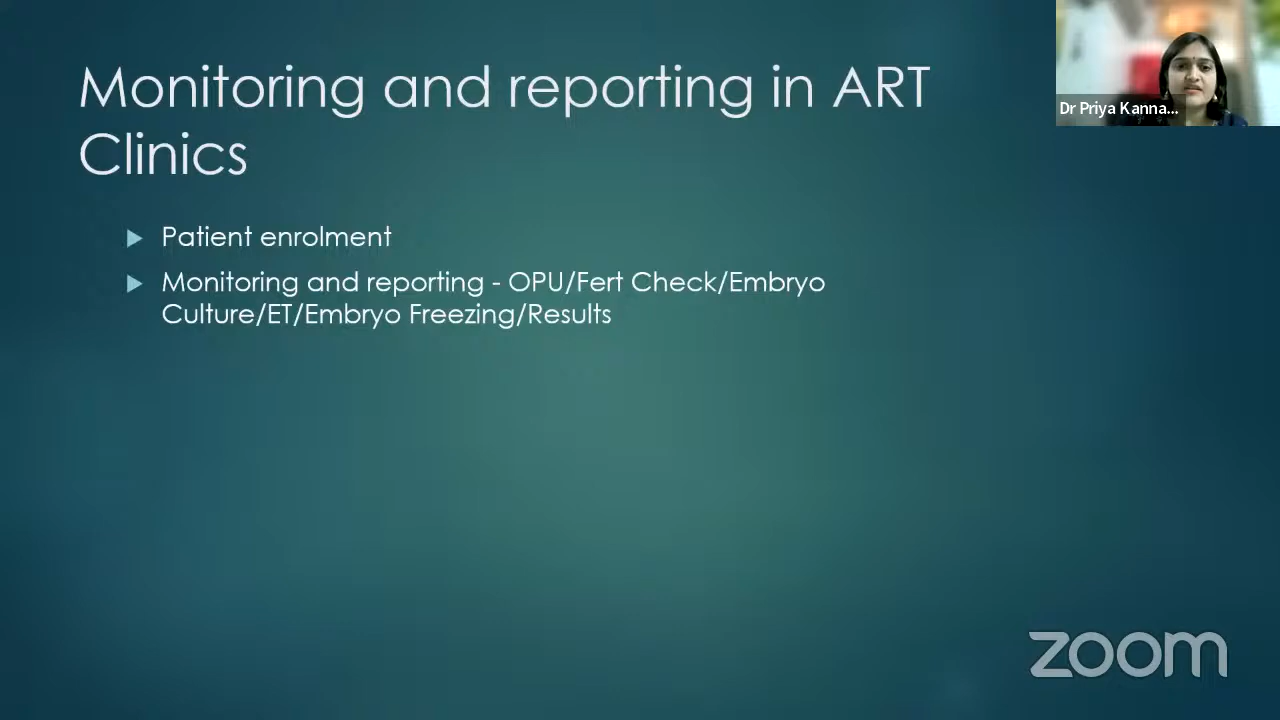 Monitoring and reporting in ART
Clinics
Dr Priya Kanna...
Patient enrolment
Monitoring and reporting - OPU/Fert Check/Embryo
Culture/ET/Embryo Freezing/Results
zoom